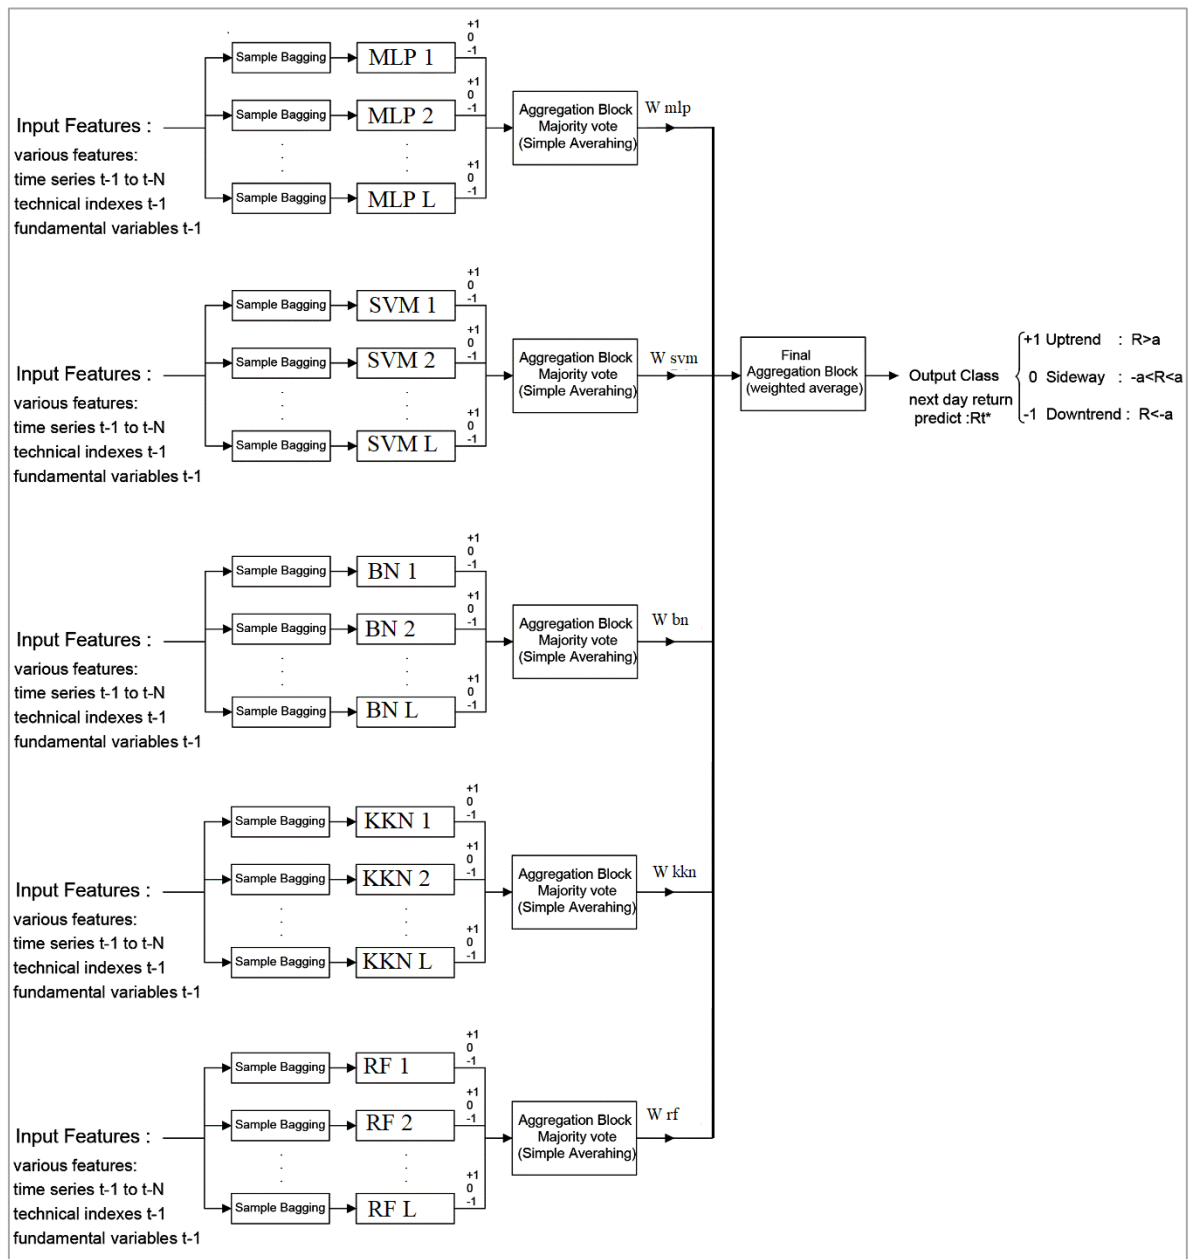 +1
0
-1
Sample Bagging
MLP 1
+1
0
-1
Sample Bagging
MLP 2
Input Features :
various features:
time series t-1 to t-N
technical indexes t-1
fundamental variables t-1
+1
0
-1
Sample Bagging
MLP L
Aggregation Block
Majority vote
(Simple Averahing)
W mlp
+1
0
-1
Sample Bagging
SVM 1
+1
0
-1
Sample Bagging
SVM 2
Input Features :
various features:
time series t-1 to t-N
technical indexes t-1
fundamental variables t-1
+1
0
-1
Sample Bagging
SVM L
Aggregation Block
Majority vote
(Simple Averahing)
W svm
Final
Aggregation Block
(weighted average)
Output Class
next day return
predict :Rt*
+1 Uptrend : R>a
0 Sideway : -a<R<a
-1 Downtrend : R<-a
+1
0
-1
Sample Bagging
BN 1
+1
0
-1
Sample Bagging
BN 2
Input Features :
various features:
time series t-1 to t-N
technical indexes t-1
fundamental variables t-1
+1
0
-1
Sample Bagging
BN L
Aggregation Block
Majority vote
(Simple Averahing)
W bn
+1
0
-1
Sample Bagging
KKN 1
+1
0
-1
Sample Bagging
KKN 2
Input Features :
various features:
time series t-1 to t-N
technical indexes t-1
fundamental variables t-1
+1
0
-1
Sample Bagging
KKN L
Aggregation Block
Majority vote
(Simple Averahing)
W kkn
+1
0
-1
Sample Bagging
RF 1
+1
0
-1
Sample Bagging
RF 2
Input Features :
various features:
time series t-1 to t-N
technical indexes t-1
fundamental variables t-1
+1
0
-1
Sample Bagging
RF L
Aggregation Block
Majority vote
(Simple Averahing)
W rf